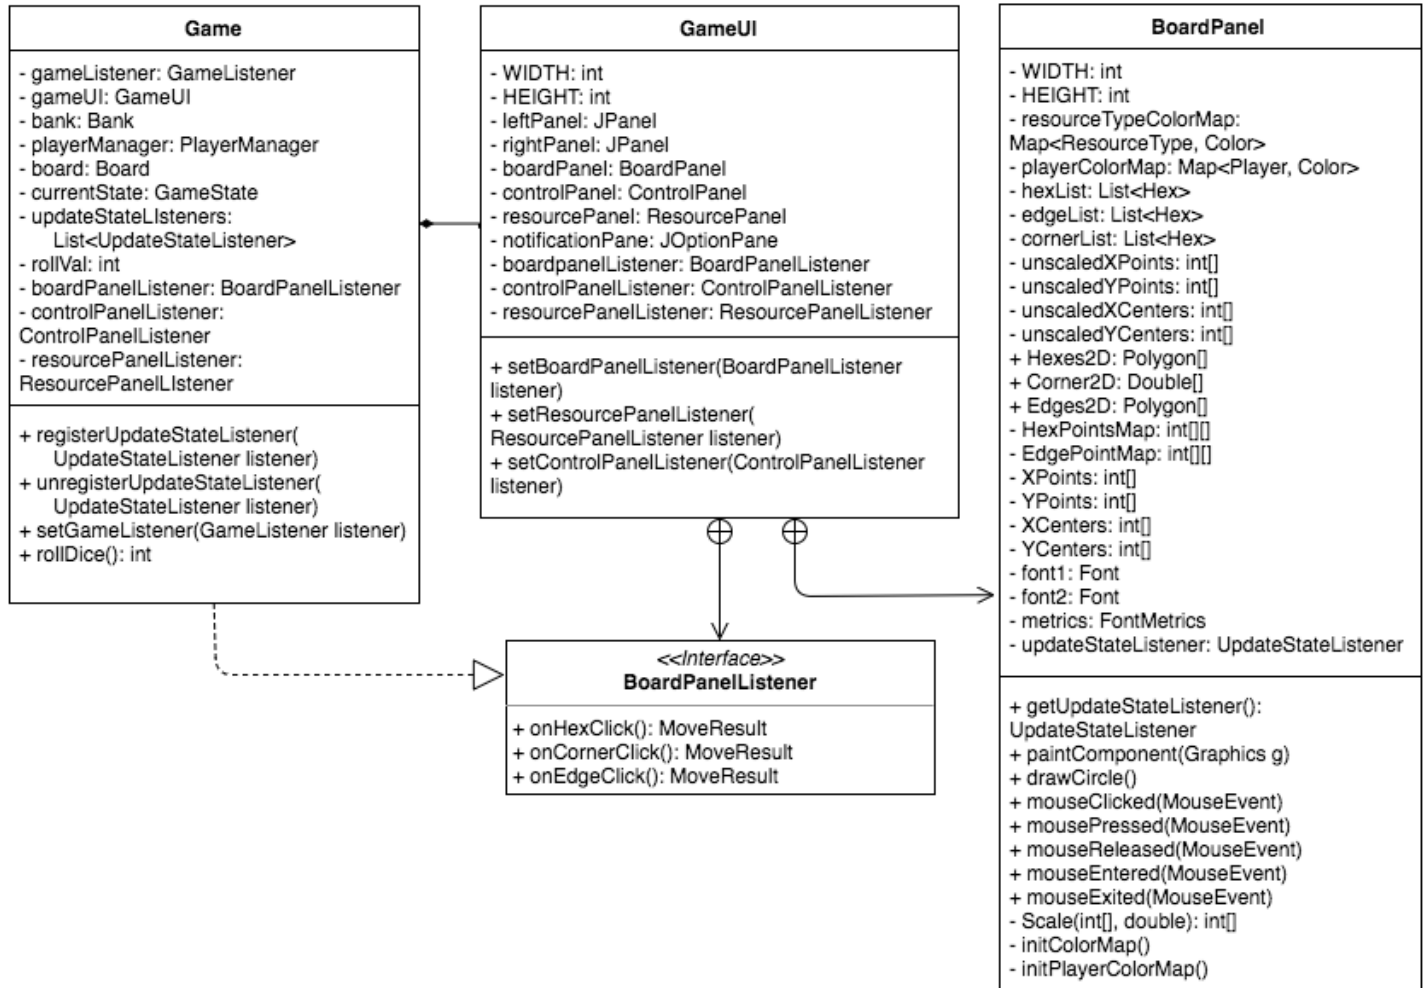 Game
- gameListener: GameListener
- gameUI: GameUI
- bank: Bank
- playerManager: PlayerManager
- board: Board
- currentState: GameState
- updateStateLIsteners:
List<UpdateStateListener>
- rollVal: int
- boardPanelListener: BoardPanelListener
- controlPanelListener:
ControlPanelListener
- resourcePanelListener:
ResourcePanelLIstener
+ registerUpdateStateListener(
UpdateStateListener listener)
+ unregisterUpdateStateListener(
UpdateStateListener listener)
+ setGameListener(GameListener listener)
+ rollDice(): int
GameUI
- WIDTH: int
- HEIGHT: int
- leftPanel: JPanel
- rightPanel: JPanel
- boardPanel: BoardPanel
- controlPanel: ControlPanel
- resourcePanel: ResourcePanel
- notificationPane: JOptionPane
- boardpanelListener: BoardPanelListener
- controlPanelListener: ControlPanelListener
- resourcePanelListener: ResourcePanelListener
+ setBoardPanelListener(BoardPanelListener
listener)
+ setResourcePanelListener(
ResourcePanelListener listener)
+ setControlPanelListener(ControlPanelListener
listener)
<<Interface>>
BoardPanelListener
+ onHexClick(): MoveResult
+ onCornerClick(): MoveResult
+ onEdgeClick(): MoveResult
BoardPanel
- WIDTH: int
- HEIGHT: int
- resourceTypeColorMap:
Map<ResourceType, Color>
- playerColorMap: Map<Player, Color>
- hexList: List<Hex>
- edgeList: List<Hex>
- cornerList: List<Hex>
- unscaledXPoints: int[]
- unscaledYPoints: int[]
- unscaledXCenters: int[]
- unscaledYCenters: int[]
+ Hexes2D: Polygon[]
+ Corner2D: Double[]
+ Edges2D: Polygon[]
- HexPointsMap: int[][]
- EdgePointMap: int[][]
- XPoints: int[]
- YPoints: int[]
- XCenters: int[]
- YCenters: int[]
- font1: Font
- font2: Font
- metrics: FontMetrics
- updateStateListener: UpdateStateListener
+ getUpdateStateListener():
UpdateStateListener
+ paintComponent(Graphics g)
+ drawCircle()
+ mouseClicked(MouseEvent)
+ mousePressed(MouseEvent)
+ mouseReleased(MouseEvent)
+ mouseEntered(MouseEvent)
+ mouseExited(MouseEvent)
- Scale(int[], double): int[]
- initColorMap()
- initPlayerColorMap()